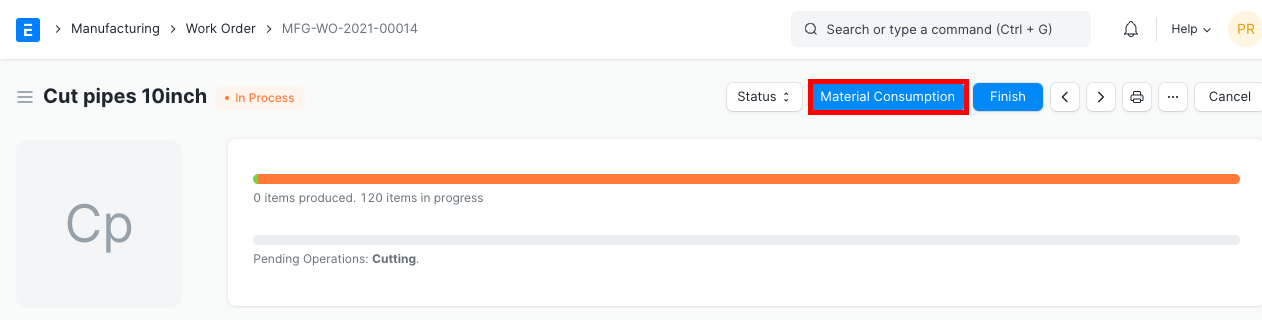 E Manufacturing Work Order MFG-WO-2021-00014 Search or type a command (Ctrl + G) Help PR
Cut pipes 10inch • In Process Status Material Consumption Finish ... Cancel
Cp
0 items produced. 120 items in progress
Pending Operations: Cutting.